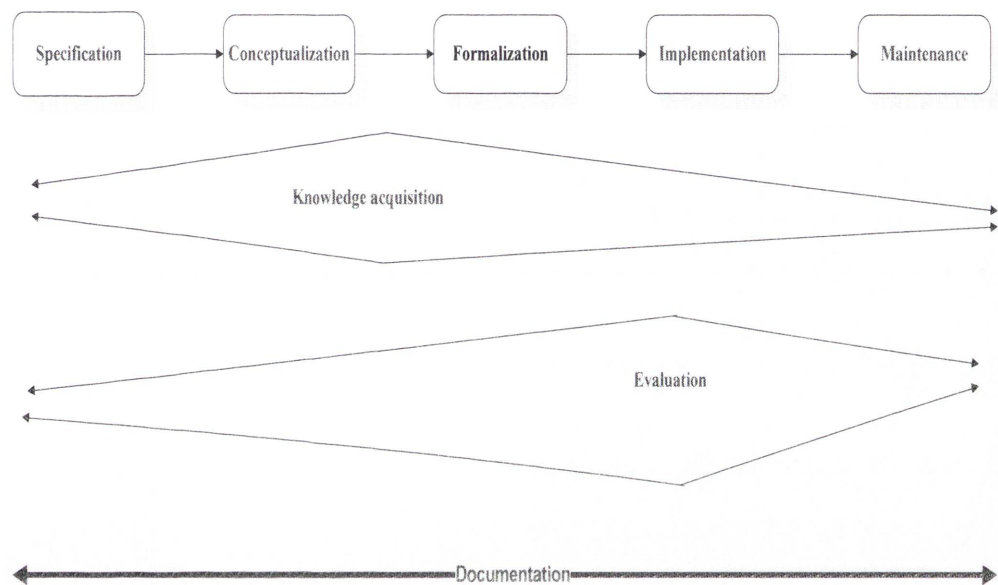 Specification
Conceptualization
Formalization
Implementation
Maintenance
Knowledge acquisition
Evaluation
Documentation